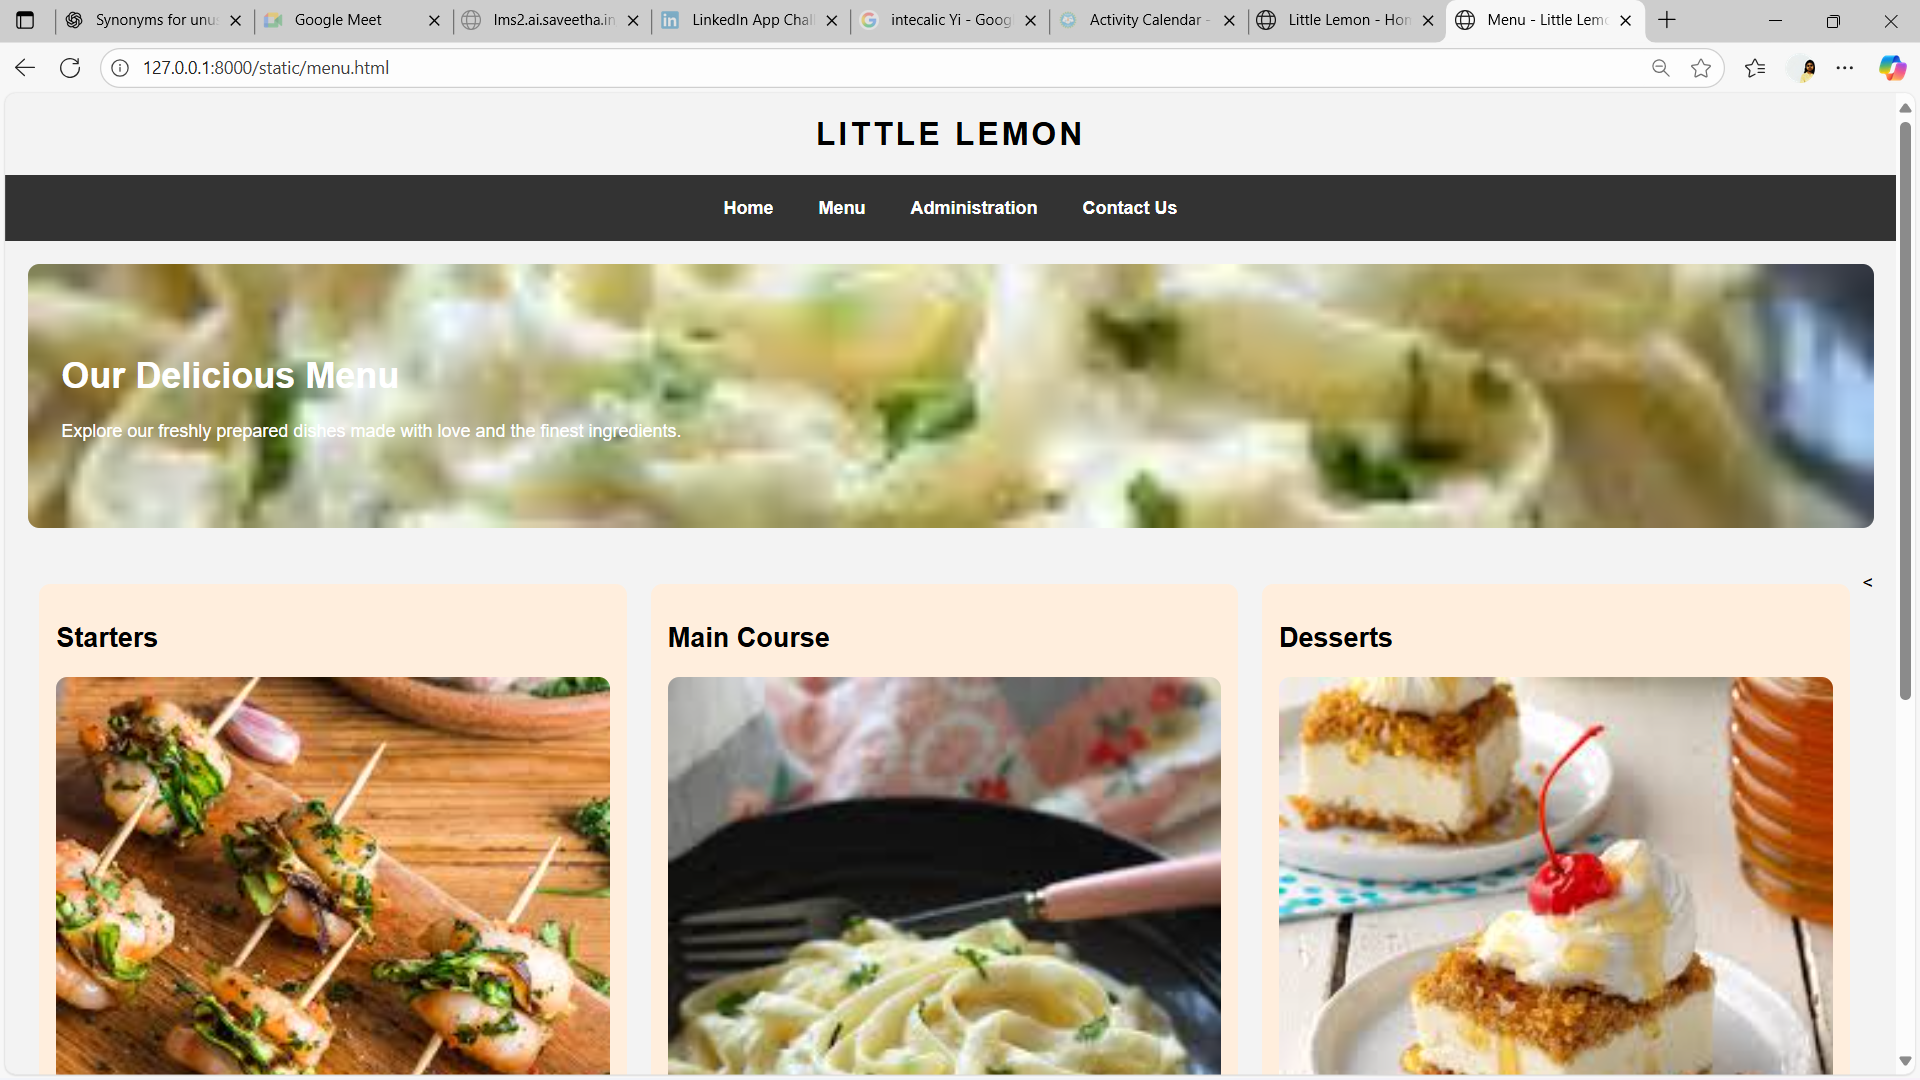 Synonyms for unus
Google Meet
lms2.ai.saveetha.in
LinkedIn App Chal
intecalic Yi - Goog
Activity Calendar -
Little Lemon - Hon
Menu - Little Lemo
127.0.0.1:8000/static/menu.html
LITTLE LEMON
Home Menu Administration Contact Us
Our Delicious Menu
Explore our freshly prepared dishes made with love and the finest ingredients.
<
Starters
Main Course
Desserts